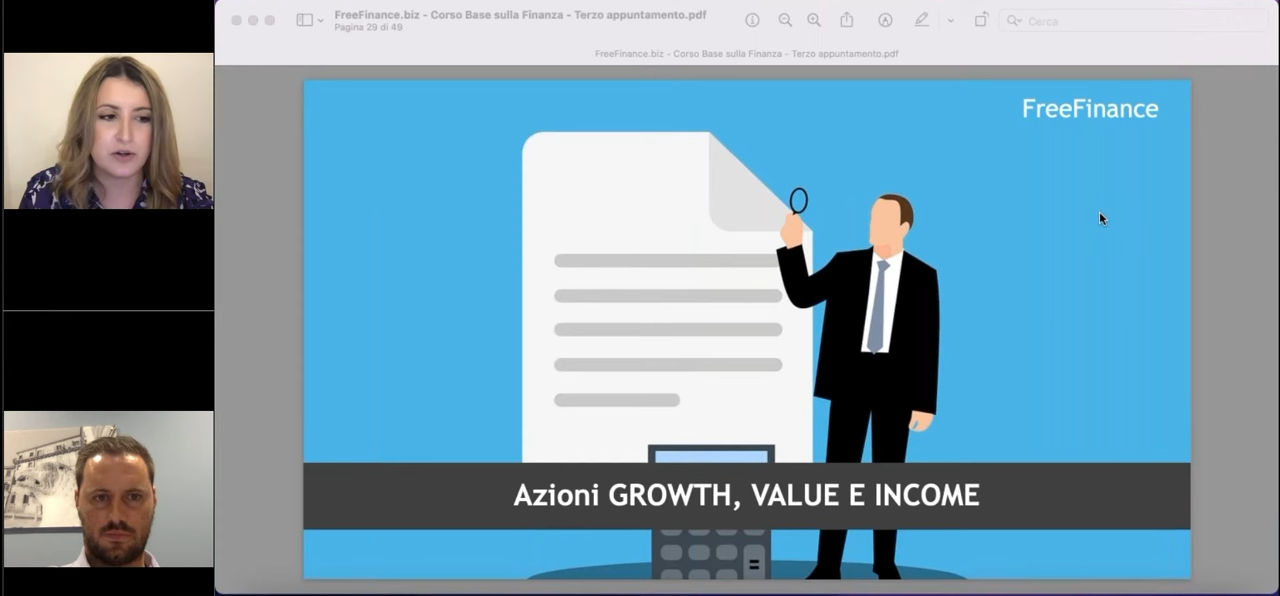 FreeFinance.biz - Corso Base sulla Finanza - Terzo appuntamento.pdf
Pagina 29 di 49
Cerca
FreeFinance.biz - Corso Base sulla Finanza - Terzo appuntamento.pdf
FreeFinance
Azioni GROWTH, VALUE E INCOME